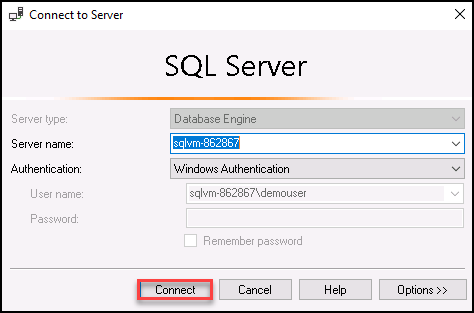 Connect to Server
SQL Server
Server type: Database Engine
Server name: sqlvm-862867
Authentication: Windows Authentication
User name: sqlvm-862867\demouser
Password:
Remember password
Connect Cancel Help Options >>